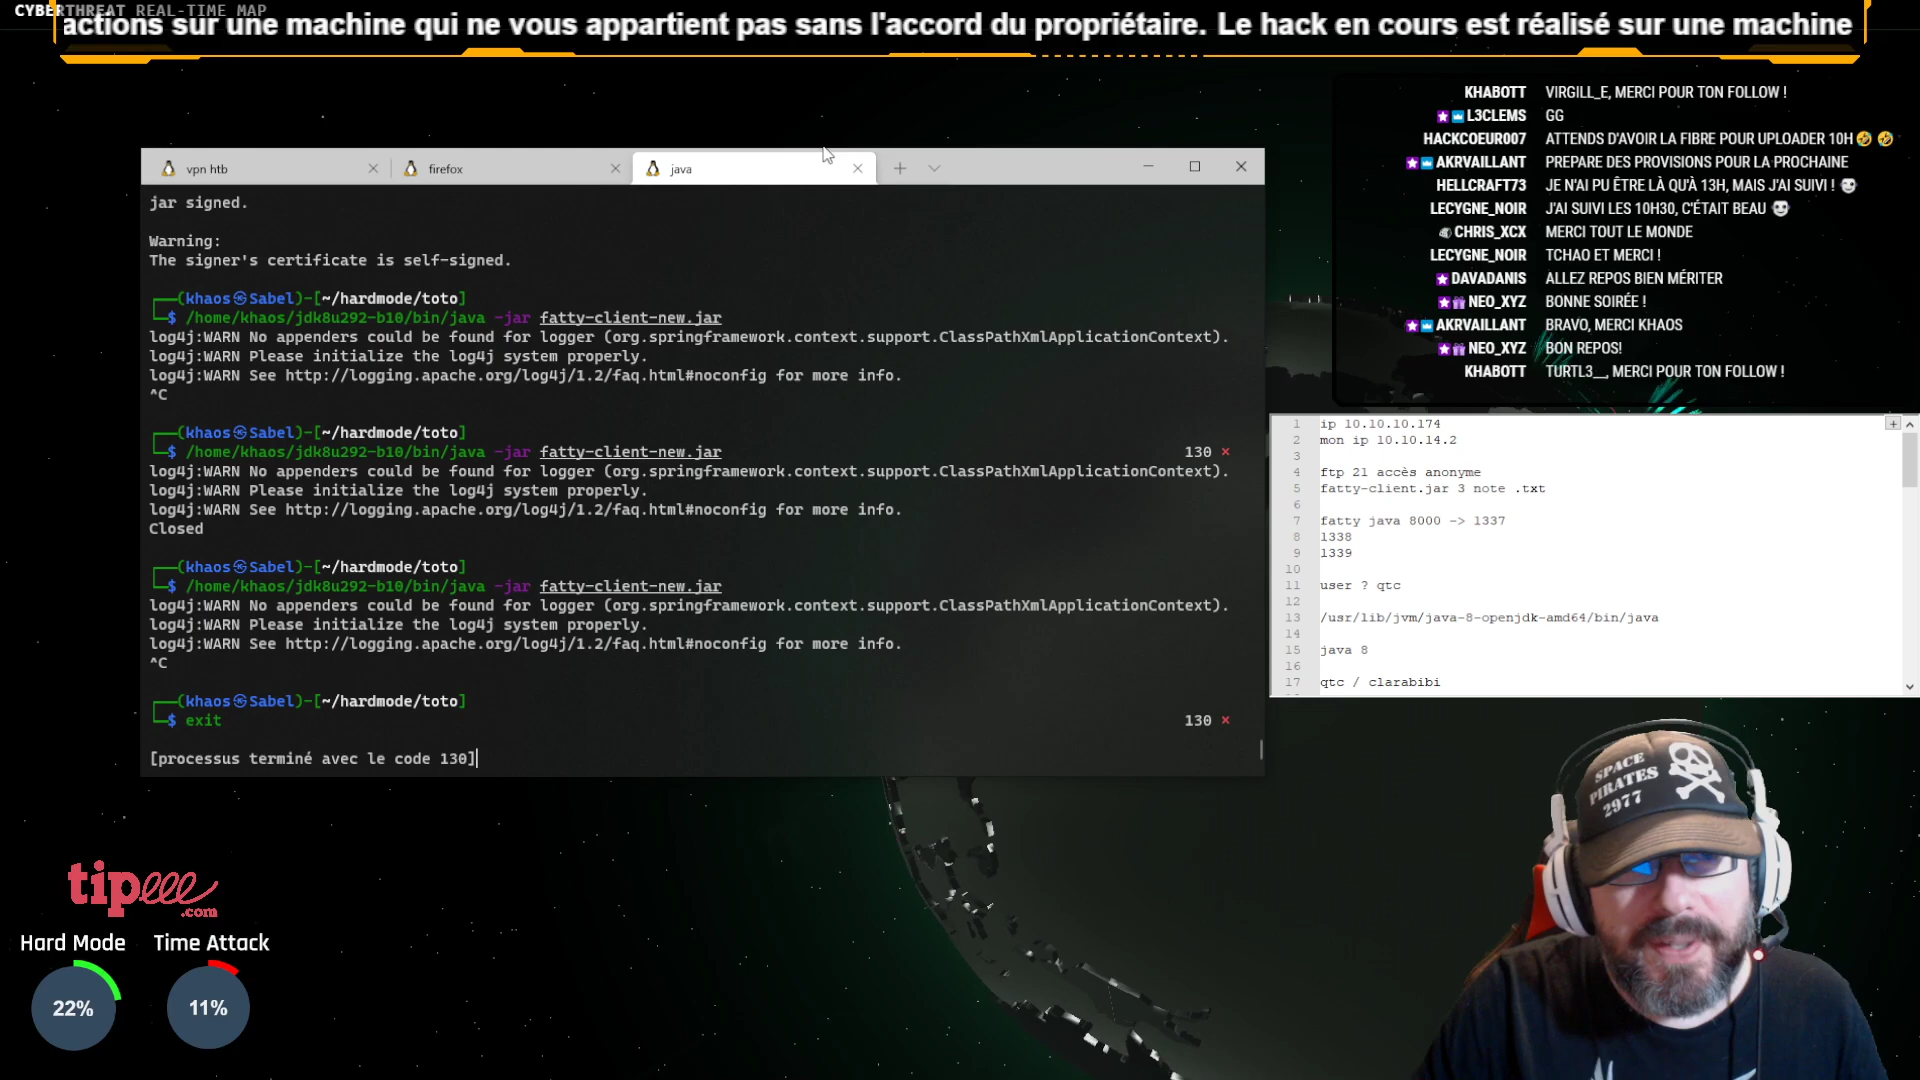 CYBERTHREAT REAL-TIME MAP
actions sur une machine qui ne vous appartient pas sans l'accord du propriétaire. Le hack en cours est réalisé sur une machine
KHABOTT VIRGILL_E, MERCI POUR TON FOLLOW !
L3CLEMS GG
HACKCOEUR007 ATTENDS D'AVOIR LA FIBRE POUR UPLOADER 10H🤣 🤣
AKRVAILLANT PREPARE DES PROVISIONS POUR LA PROCHAINE
HELLCRAFT73 JE N'AI PU ÊTRE LÀ QU'À 13H, MAIS J'AI SUIVI !
LECYGNE_NOIR J'AI SUIVI LES 10H30, C'ÉTAIT BEAU
CHRIS_XCX MERCI TOUT LE MONDE
LECYGNE_NOIR TCHAO ET MERCI !
DAVADANIS ALLEZ REPOS BIEN MÉRITER
NEO_XYZ BONNE SOIRÉE !
AKRVAILLANT BRAVO, MERCI KHAOS
NEO_XYZ BON REPOS!
KHABOTT TURTL3__, MERCI POUR TON FOLLOW !
vpn htb firefox java
jar signed.
Warning:
The signer's certificate is self-signed.
┌──(khaos㉿Sabel)-[~/hardmode/toto]
└─$ /home/khaos/jdk8u292-b10/bin/java -jar fatty-client-new.jar
log4j:WARN No appenders could be found for logger (org.springframework.context.support.ClassPathXmlApplicationContext).
log4j:WARN Please initialize the log4j system properly.
log4j:WARN See http://logging.apache.org/log4j/1.2/faq.html#noconfig for more info.
^C
┌──(khaos㉿Sabel)-[~/hardmode/toto]
└─$ /home/khaos/jdk8u292-b10/bin/java -jar fatty-client-new.jar 130 ⨯
log4j:WARN No appenders could be found for logger (org.springframework.context.support.ClassPathXmlApplicationContext).
log4j:WARN Please initialize the log4j system properly.
log4j:WARN See http://logging.apache.org/log4j/1.2/faq.html#noconfig for more info.
Closed
┌──(khaos㉿Sabel)-[~/hardmode/toto]
└─$ /home/khaos/jdk8u292-b10/bin/java -jar fatty-client-new.jar
log4j:WARN No appenders could be found for logger (org.springframework.context.support.ClassPathXmlApplicationContext).
log4j:WARN Please initialize the log4j system properly.
log4j:WARN See http://logging.apache.org/log4j/1.2/faq.html#noconfig for more info.
^C
┌──(khaos㉿Sabel)-[~/hardmode/toto]
└─$ exit 130 ⨯
[processus terminé avec le code 130]
1 ip 10.10.10.174
2 mon ip 10.10.14.2
3
4 ftp 21 accès anonyme
5 fatty-client.jar 3 note .txt
6
7 fatty java 8000 -> 1337
8 1338
9 1339
10
11 user ? qtc
12
13 /usr/lib/jvm/java-8-openjdk-amd64/bin/java
14
15 java 8
16
17 qtc / clarabibi
SPACE
PIRATES
2977
tipeee
.com
Hard Mode Time Attack
22% 11%